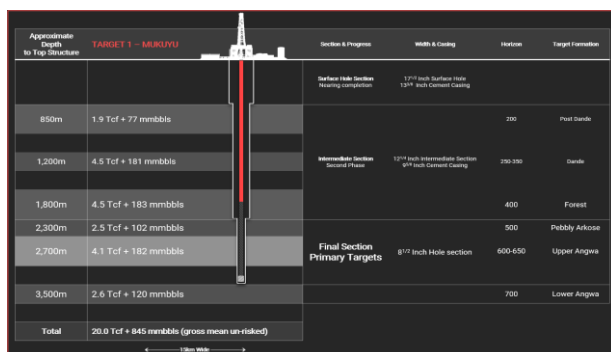 Approximate
Depth
to Top Structure
TARGET 1 – MUKUYU
Section & Progress
Width & Casing
Horizon
Target Formation
Surface Hole Section
Nearing completion
17 1/2 Inch Surface Hole
13 3/8 Inch Cement Casing
850m
1.9 Tcf + 77 mmbbls
200
Post Dande
1,200m
4.5 Tcf + 181 mmbbls
Intermediate Section
Second Phase
12 1/4 Inch Intermediate Section
9 5/8 Inch Cement Casing
250-350
Dande
1,800m
4.5 Tcf + 183 mmbbls
400
Forest
2,300m
2.5 Tcf + 102 mmbbls
500
Pebbly Arkose
2,700m
4.1 Tcf + 182 mmbbls
Final Section
Primary Targets
8 1/2 Inch Hole section
600-650
Upper Angwa
3,500m
2.6 Tcf + 120 mmbbls
700
Lower Angwa
Total
20.0 Tcf + 845 mmbbls (gross mean un-risked)
15km Wide